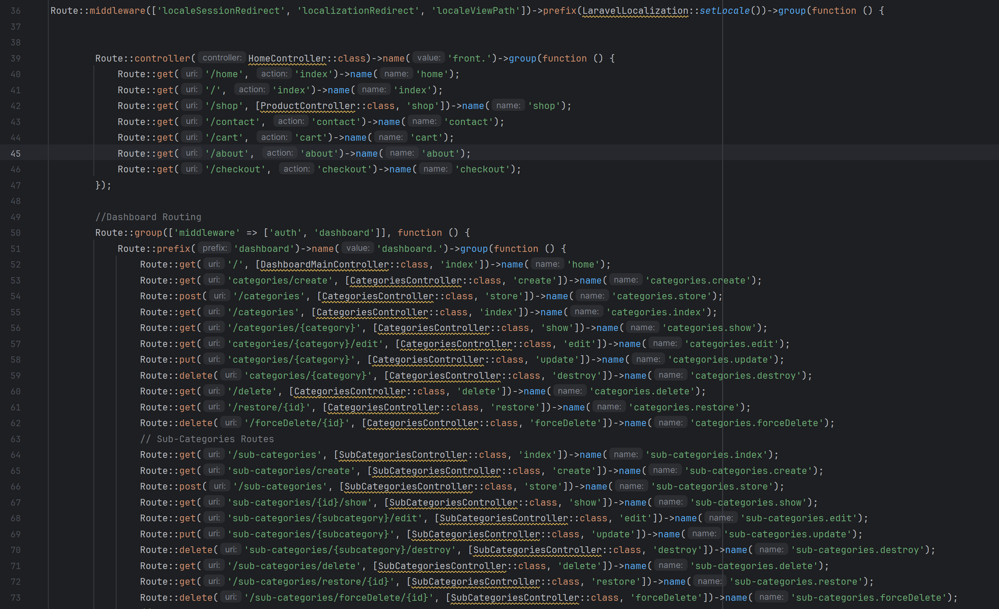 36 Route::middleware(['localeSessionRedirect', 'localizationRedirect', 'localeViewPath'])->prefix(LaravelLocalization::setLocale())->group(function () {
37
38
39 Route::controller( controller: HomeController::class)->name( value: 'front.')->group(function () {
40 Route::get( uri: '/home', action: 'index')->name( name: 'home');
41 Route::get( uri: '/', action: 'index')->name( name: 'index');
42 Route::get( uri: '/shop', [ProductController::class, 'shop'])->name( name: 'shop');
43 Route::get( uri: '/contact', action: 'contact')->name( name: 'contact');
44 Route::get( uri: '/cart', action: 'cart')->name( name: 'cart');
45 Route::get( uri: '/about', action: 'about')->name( name: 'about');
46 Route::get( uri: '/checkout', action: 'checkout')->name( name: 'checkout');
47 });
48
49 //Dashboard Routing
50 Route::group(['middleware' => ['auth', 'dashboard']], function () {
51 Route::prefix( prefix: 'dashboard')->name( value: 'dashboard.')->group(function () {
52 Route::get( uri: '/', [DashboardMainController::class, 'index'])->name( name: 'home');
53 Route::get( uri: 'categories/create', [CategoriesController::class, 'create'])->name( name: 'categories.create');
54 Route::post( uri: '/categories', [CategoriesController::class, 'store'])->name( name: 'categories.store');
55 Route::get( uri: '/categories', [CategoriesController::class, 'index'])->name( name: 'categories.index');
56 Route::get( uri: '/categories/{category}', [CategoriesController::class, 'show'])->name( name: 'categories.show');
57 Route::get( uri: 'categories/{category}/edit', [CategoriesController::class, 'edit'])->name( name: 'categories.edit');
58 Route::put( uri: 'categories/{category}', [CategoriesController::class, 'update'])->name( name: 'categories.update');
59 Route::delete( uri: 'categories/{category}', [CategoriesController::class, 'destroy'])->name( name: 'categories.destroy');
60 Route::get( uri: '/delete', [CategoriesController::class, 'delete'])->name( name: 'categories.delete');
61 Route::get( uri: '/restore/{id}', [CategoriesController::class, 'restore'])->name( name: 'categories.restore');
62 Route::delete( uri: '/forceDelete/{id}', [CategoriesController::class, 'forceDelete'])->name( name: 'categories.forceDelete');
63 // Sub-Categories Routes
64 Route::get( uri: '/sub-categories', [SubCategoriesController::class, 'index'])->name( name: 'sub-categories.index');
65 Route::get( uri: 'sub-categories/create', [SubCategoriesController::class, 'create'])->name( name: 'sub-categories.create');
66 Route::post( uri: '/sub-categories', [SubCategoriesController::class, 'store'])->name( name: 'sub-categories.store');
67 Route::get( uri: 'sub-categories/{id}/show', [SubCategoriesController::class, 'show'])->name( name: 'sub-categories.show');
68 Route::get( uri: 'sub-categories/{subcategory}/edit', [SubCategoriesController::class, 'edit'])->name( name: 'sub-categories.edit');
69 Route::put( uri: 'sub-categories/{subcategory}', [SubCategoriesController::class, 'update'])->name( name: 'sub-categories.update');
70 Route::delete( uri: 'sub-categories/{subcategory}/destroy', [SubCategoriesController::class, 'destroy'])->name( name: 'sub-categories.destroy');
71 Route::get( uri: '/sub-categories/delete', [SubCategoriesController::class, 'delete'])->name( name: 'sub-categories.delete');
72 Route::get( uri: '/sub-categories/restore/{id}', [SubCategoriesController::class, 'restore'])->name( name: 'sub-categories.restore');
73 Route::delete( uri: '/sub-categories/forceDelete/{id}', [SubCategoriesController::class, 'forceDelete'])->name( name: 'sub-categories.forceDelete');